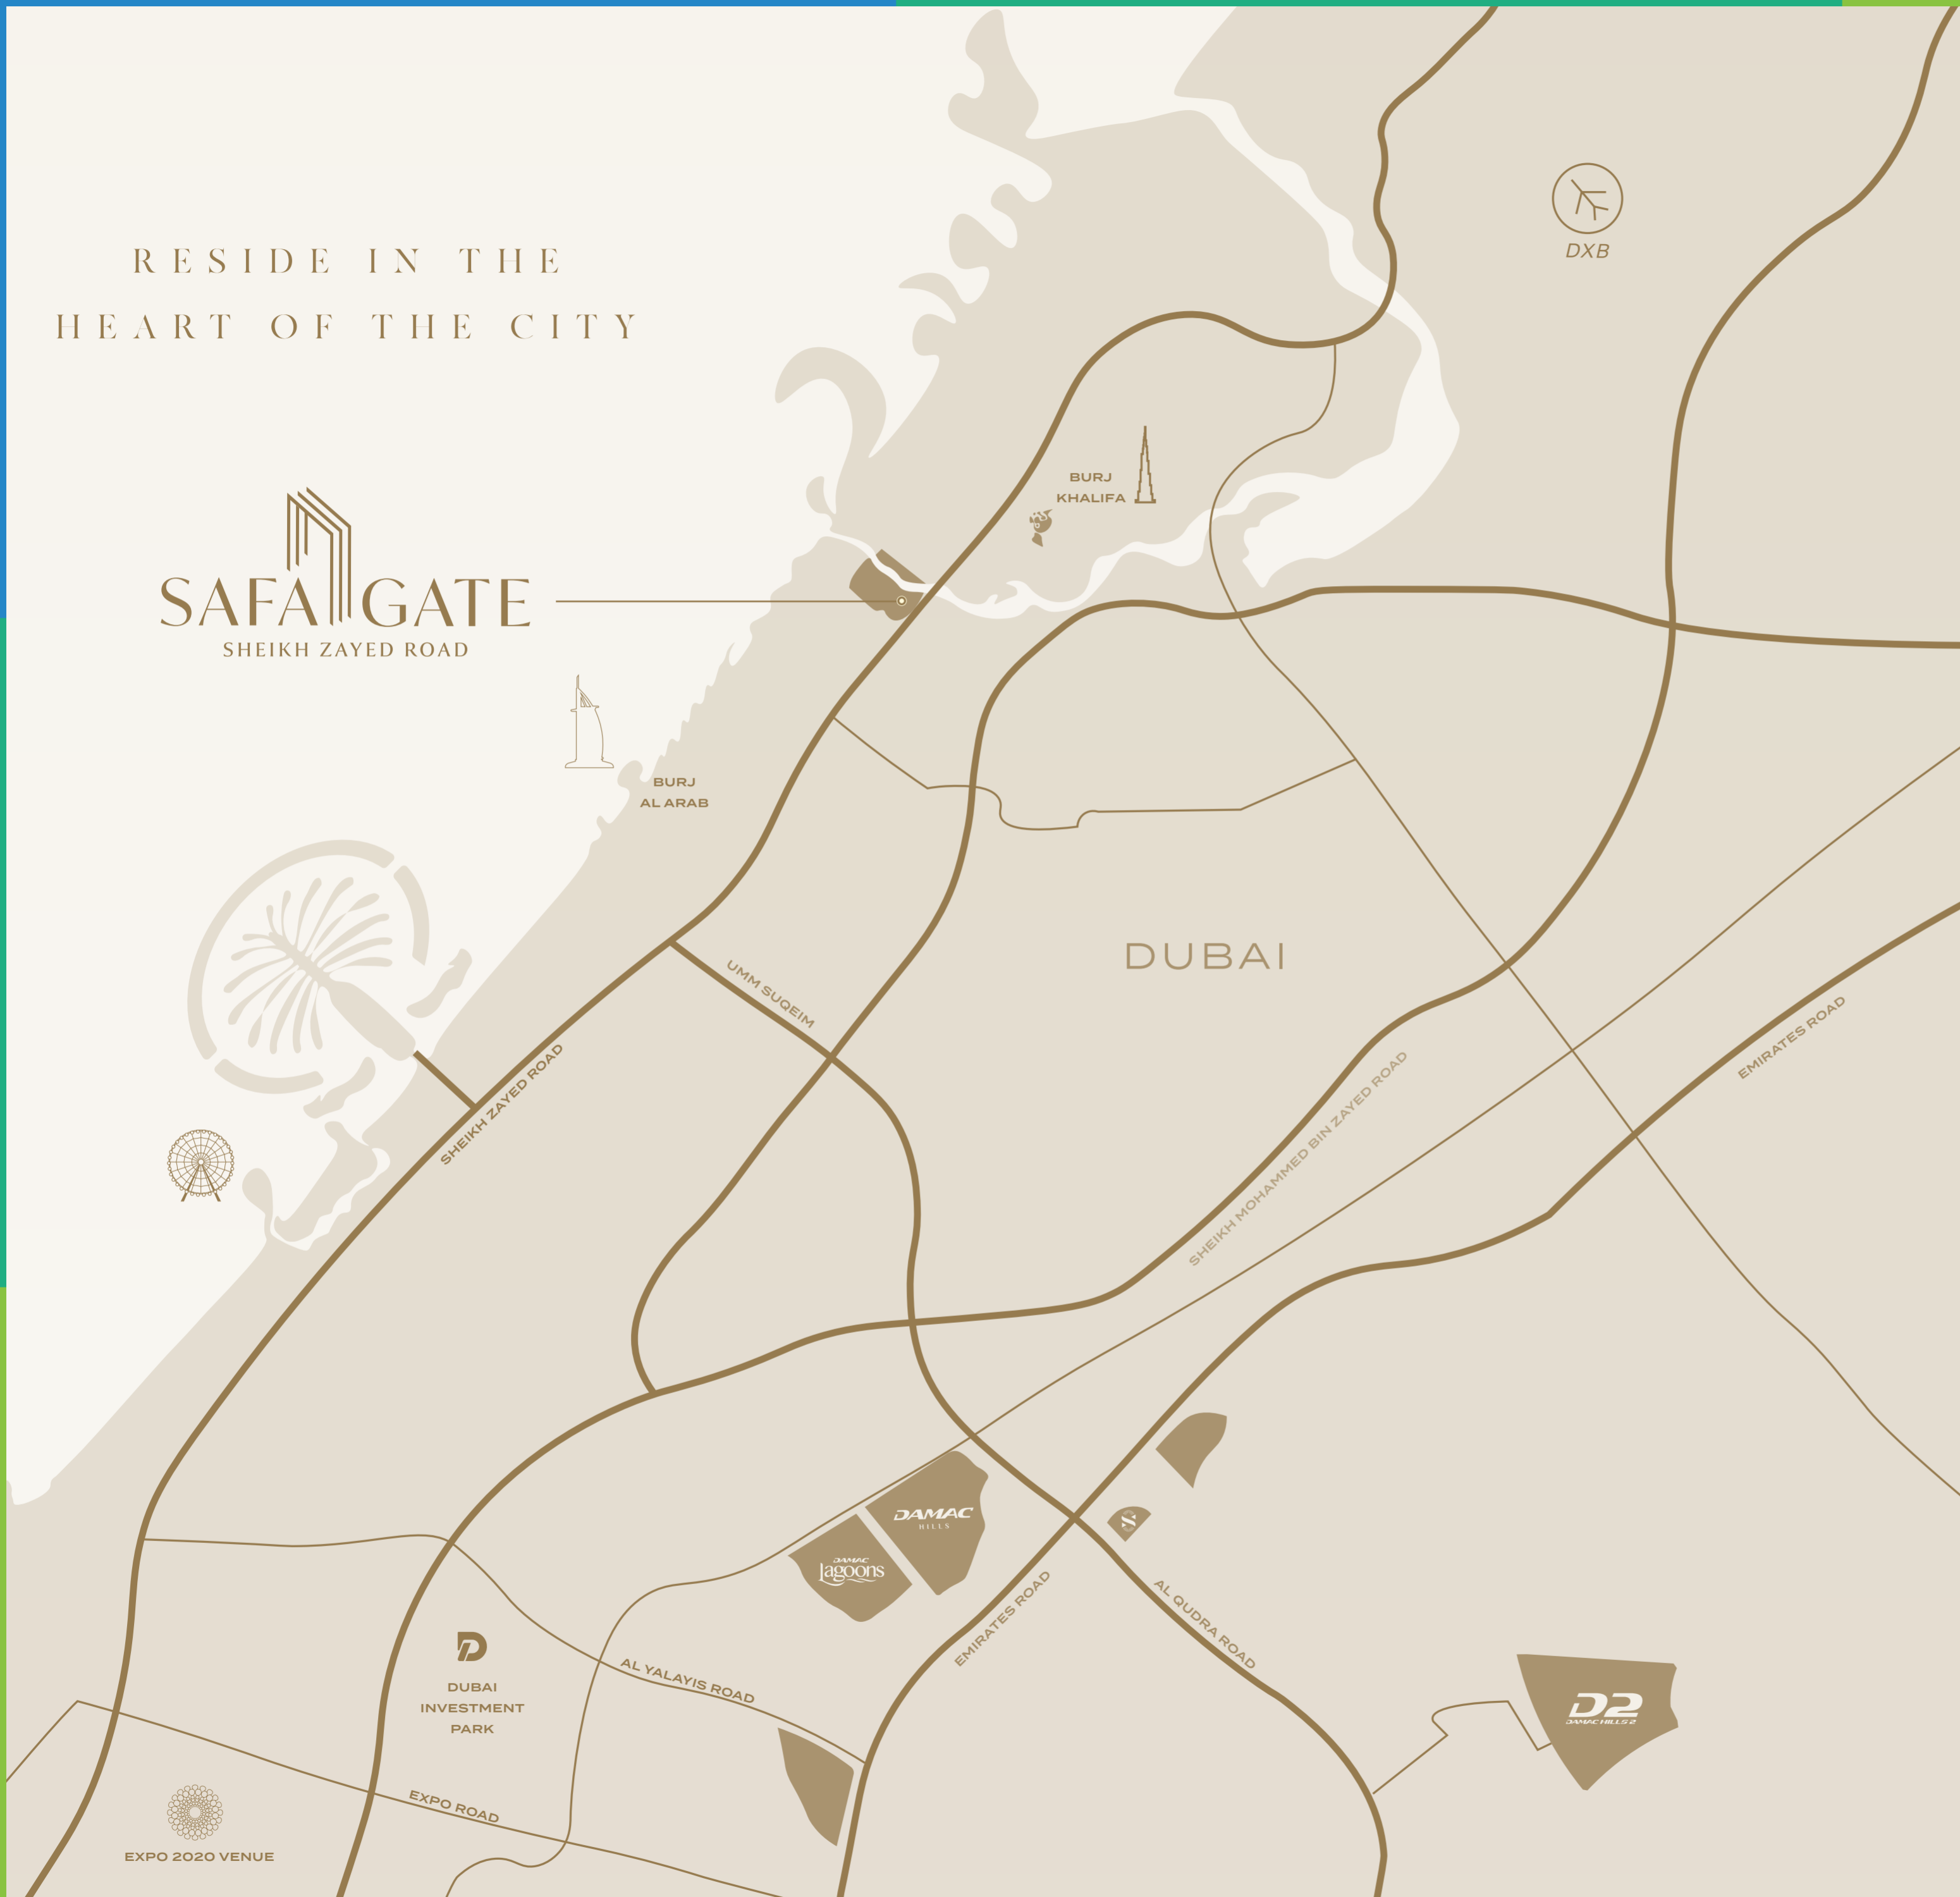 RESIDE IN THE
HEART OF THE CITY
DXB
BURJ
KHALIFA
SAFA GATE
SHEIKH ZAYED ROAD
BURJ
AL ARAB
DUBAI
UMM SUQEIM
SHEIKH ZAYED ROAD
EMIRATES ROAD
SHEIKH MOHAMMED BIN ZAYED ROAD
DAMAC
HILLS
DAMAC
lagoons
EMIRATES ROAD
AL QUDRA ROAD
AL YALAYIS ROAD
DUBAI
INVESTMENT
PARK
D2
DAMAC HILLS 2
EXPO ROAD
EXPO 2020 VENUE